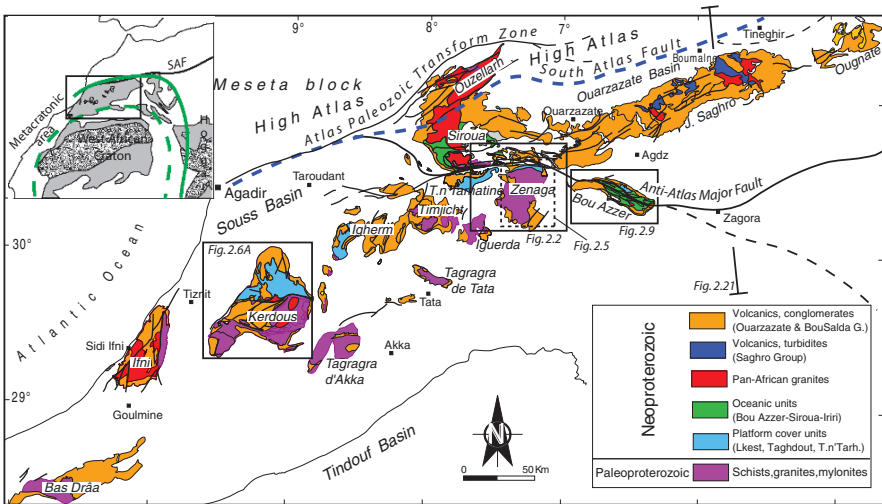 9°
8°
7°
6°
Tineghir
SAF
Metacratonic
area
West African
Craton
Hoggar
Meseta block
High Atlas
Atlas Paleozoic Transform Zone
High Atlas
South Atlas Fault
Ouzellarh
Ouarzazate Basin
Boumalne
Ougnate
J. Saghro
Ouarzazate
Siroua
Agdz
Agadir
Souss Basin
Taroudant
T.n'Tarhatine
Zenaga
Bou Azzer
Anti-Atlas Major Fault
Zagora
Timjicht
Igherm
Iguerda
Fig.2.2
Fig.2.5
Fig.2.9
30°
Atlantic Ocean
Fig.2.6A
Tagragra
de Tata
Tata
Fig.2.21
Tiznit
Kerdous
Sidi Ifni
Ifni
Tagragra
d'Akka
Akka
29°
Goulmine
Tindouf Basin
Bas Drâa
N
0
50 Km
Neoproterozoic
Volcanics, conglomerates
(Ouarzazate & BouSalda G.)
Volcanics, turbidites
(Saghro Group)
Pan-African granites
Oceanic units
(Bou Azzer-Siroua-Iriri)
Platform cover units
(Lkest, Taghdout, T.n'Tarh.)
Paleoproterozoic
Schists,granites,mylonites